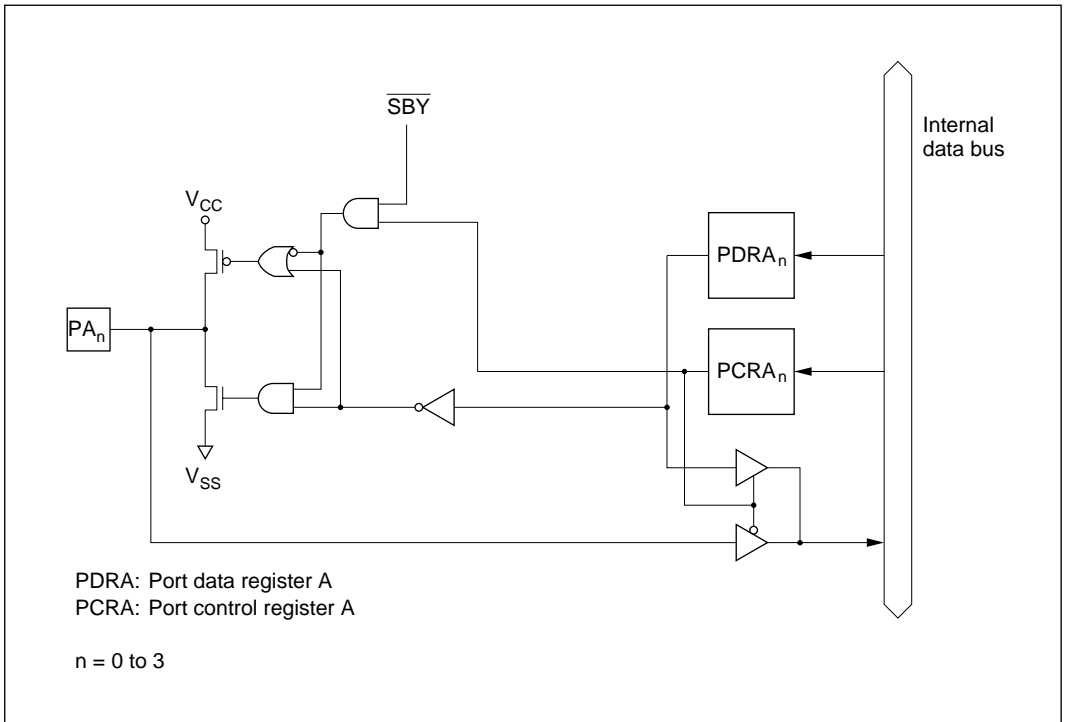 SBY
Internal
data bus
VCC
PDRAn
PAn
PCRAn
VSS
PDRA: Port data register A
PCRA: Port control register A
n = 0 to 3